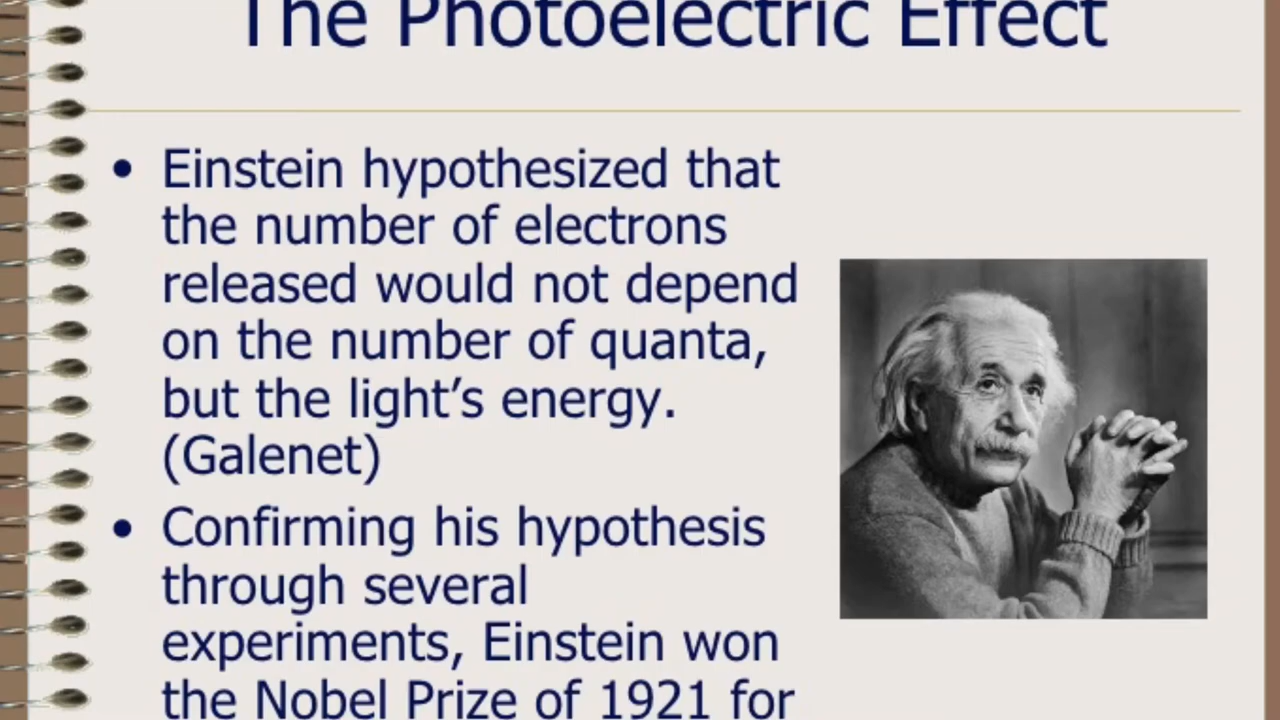 The Photoelectric Effect
• Einstein hypothesized that
the number of electrons
released would not depend
on the number of quanta,
but the light’s energy.
(Galenet)
• Confirming his hypothesis
through several
experiments, Einstein won
the Nobel Prize of 1921 for